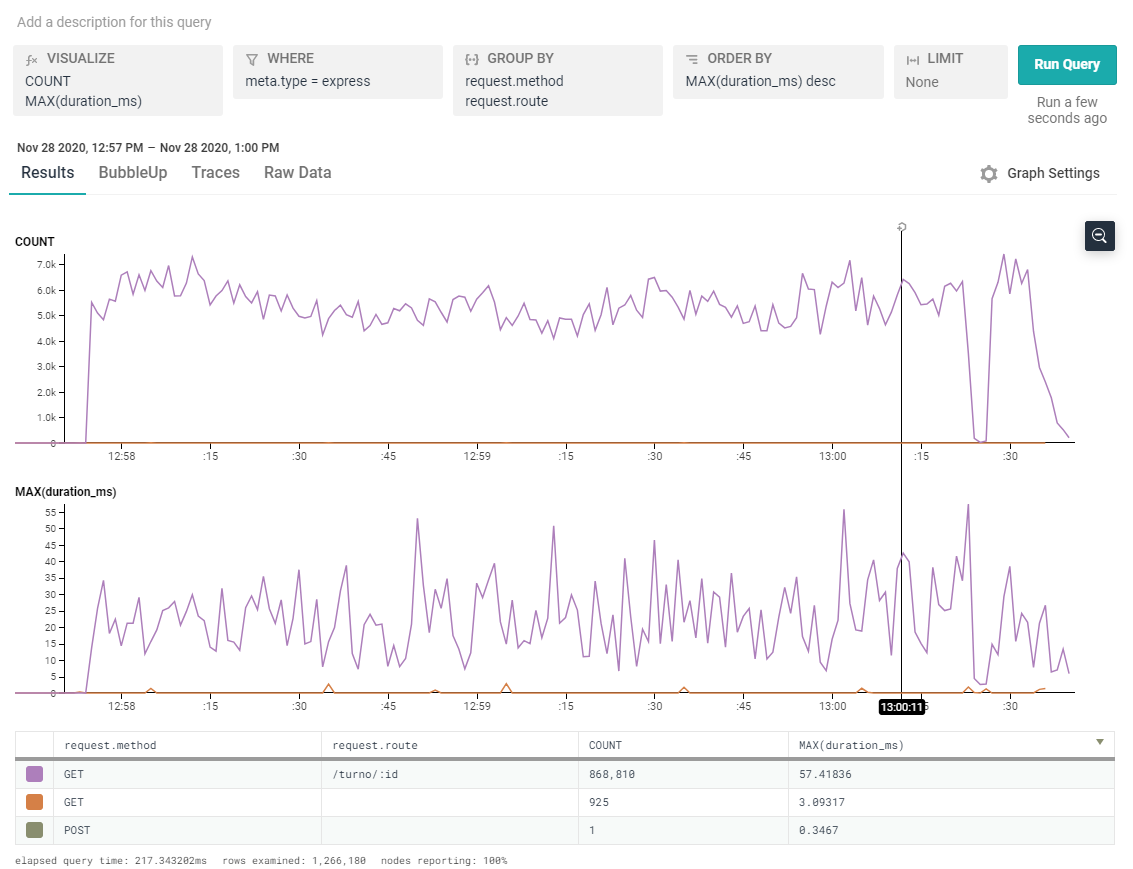 Add a description for this query
VISUALIZE
COUNT
MAX(duration_ms)
WHERE
meta.type = express
GROUP BY
request.method
request.route
ORDER BY
MAX(duration_ms) desc
LIMIT
None
Run Query
Run a few
seconds ago
Nov 28 2020, 12:57 PM – Nov 28 2020, 1:00 PM
Results BubbleUp Traces Raw Data Graph Settings
COUNT
7.0k
6.0k
5.0k
4.0k
3.0k
2.0k
1.0k
0
12:58 :15 :30 :45 12:59 :15 :30 :45 13:00 :15 :30
MAX(duration_ms)
55
50
45
40
35
30
25
20
15
10
5
0
12:58 :15 :30 :45 12:59 :15 :30 :45 13:00 13:00:11 5 :30
request.method request.route COUNT MAX(duration_ms)
GET /turno/:id 868,810 57.41836
GET 925 3.09317
POST 1 0.3467
elapsed query time: 217.343202ms rows examined: 1,266,180 nodes reporting: 100%